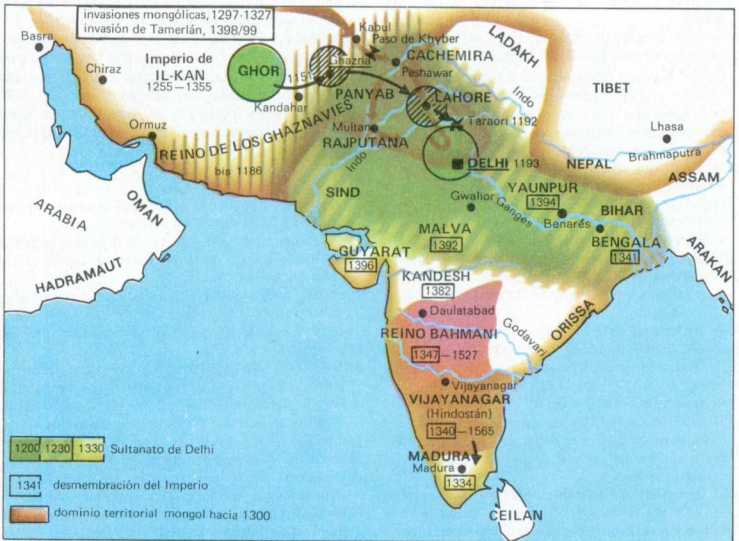 invasiones mongólicas, 1297-1327
invasión de Tamerlán, 1398/99
Basra
Kabul
Paso de Khyber
LADAKH
Imperio de
IL-KAN
1255—1355
GHOR
Ghazna
CACHEMIRA
Chiraz
1151
Peshawar
TIBET
Kandahar
PANYAB
LAHORE
Indo
Taraori 1192
Ormuz
REINO DE LOS GHAZNAVIES
bis 1186
Multan
RAJPUTANA
Indo
DELHI 1193
NEPAL
Lhasa
Brahmaputra
ASSAM
OMAN
ARABIA
HADRAMAUT
SIND
Gwalior
Ganges
YAUNPUR
1394
Benarés
BIHAR
BENGALA
1341
ARAKAN
MALVA
1392
GUYARAT
1396
KANDESH
1382
Daulatabad
Godavari
ORISSA
REINO BAHMANI
1347—1527
Vijayanagar
VIJAYANAGAR
(Hindostán)
1340—1565
MADURA
Madura
1334
CEILAN
1200 1230 1330 Sultanato de Delhi
1341 desmembración del Imperio
dominio territorial mongol hacia 1300